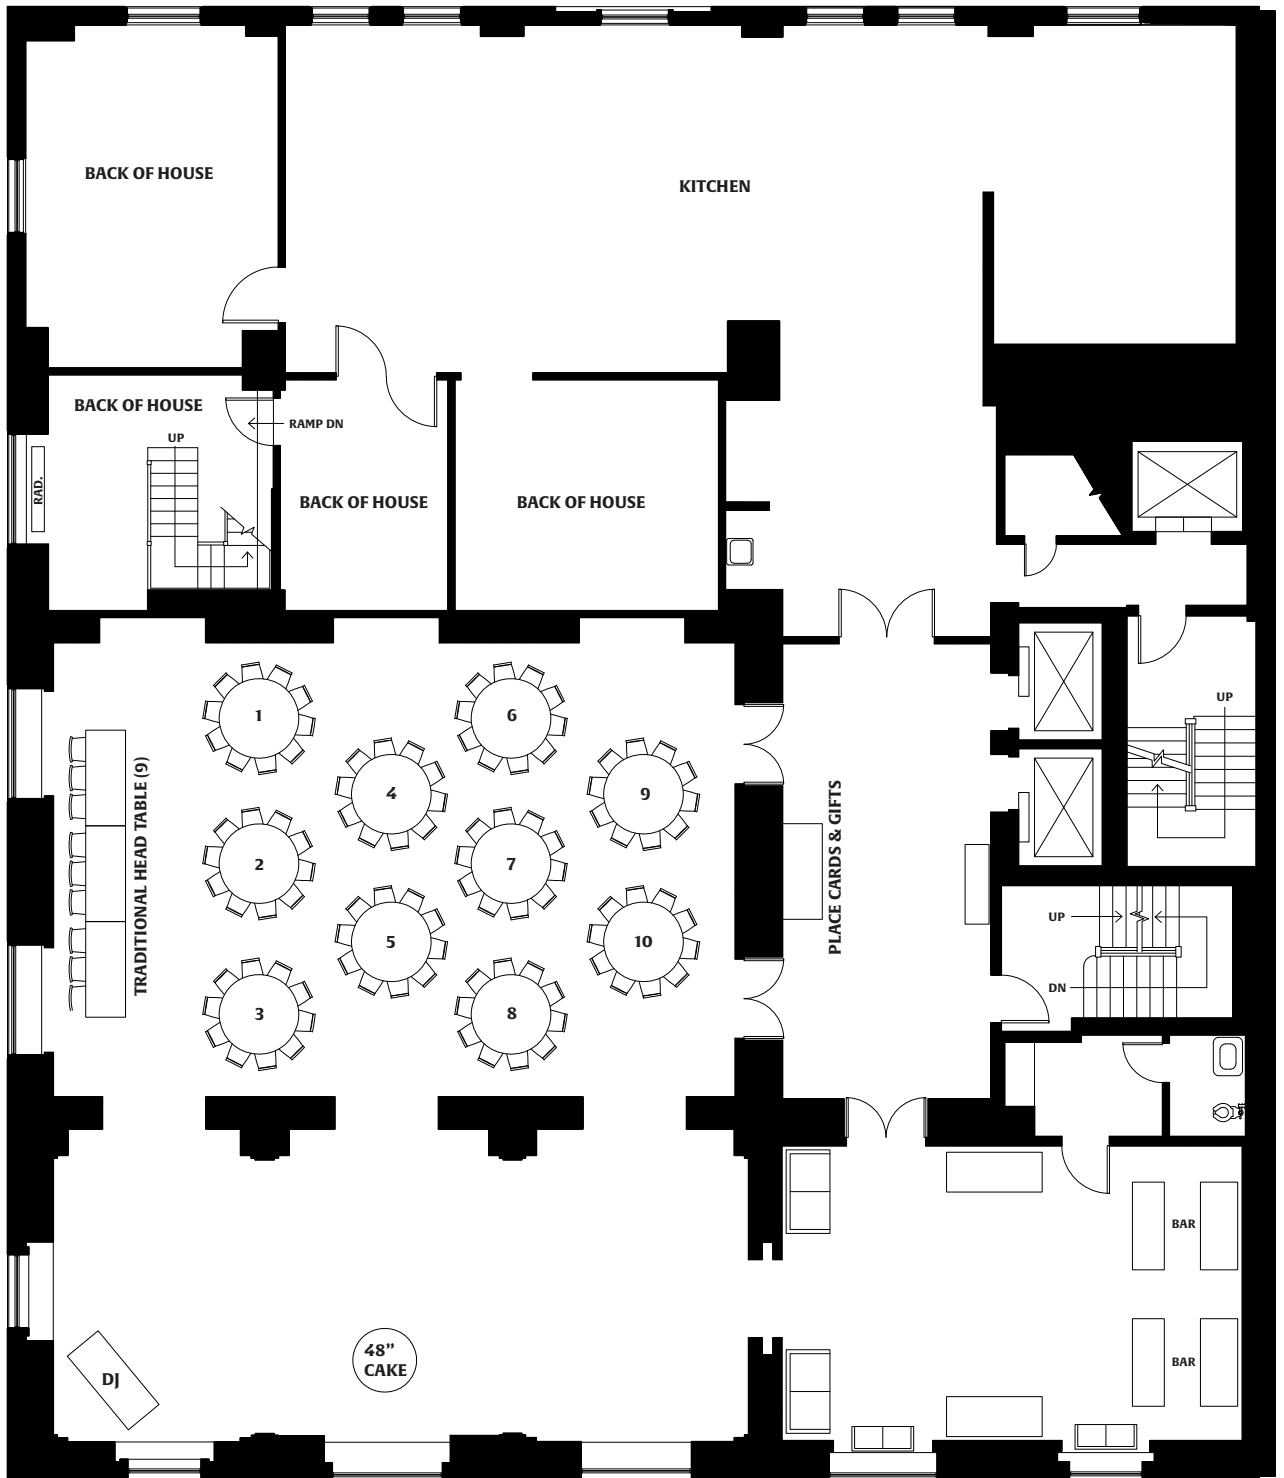 BACK OF HOUSE
KITCHEN
BACK OF HOUSE
UP
RAMP DN
RAD.
BACK OF HOUSE
BACK OF HOUSE
UP
1
6
4
9
TRADITIONAL HEAD TABLE (9)
2
7
PLACE CARDS & GIFTS
5
10
UP
DN
3
8
BAR
BAR
48”
CAKE
DJ